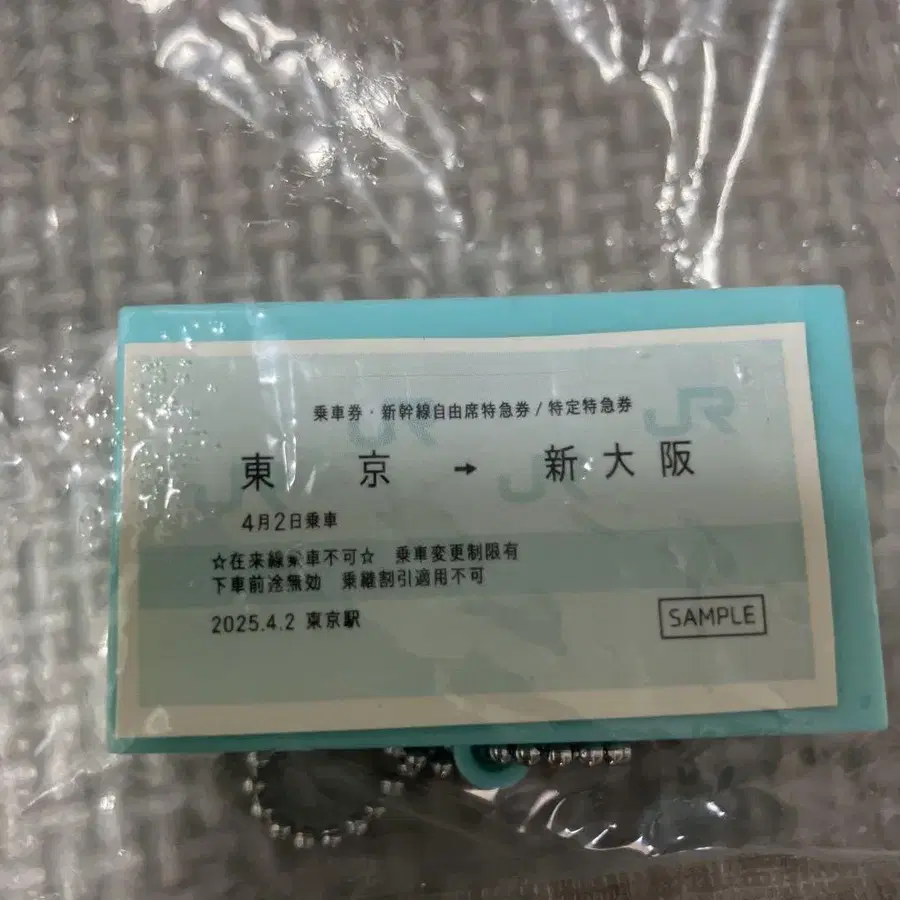 乗車券・新幹線自由席特急券/特定特急券
東京→新大阪
4月2日乗車
☆在来線乗車不可☆ 乗車変更制限有
下車前途無効 乗継割引適用不可
2025.4.2 東京駅
SAMPLE
JR
JR
JR
JR